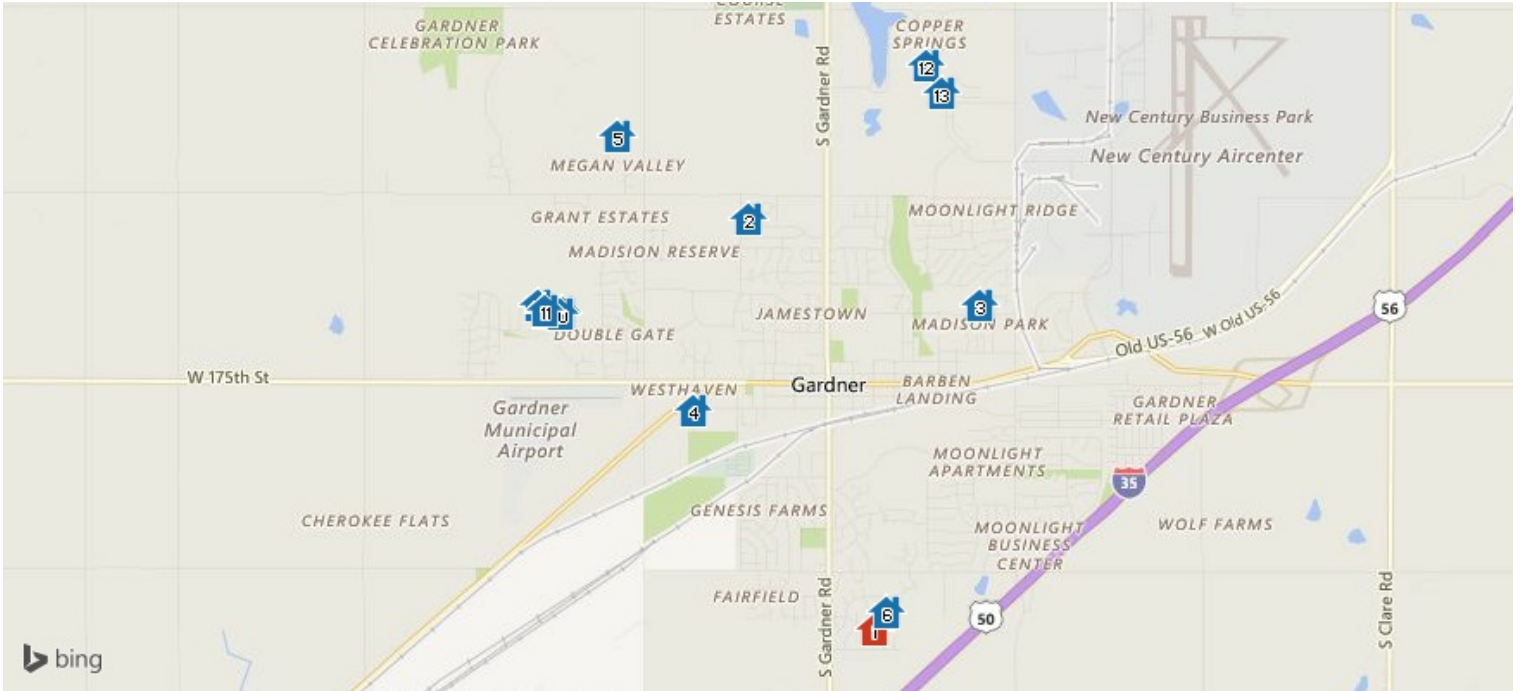 COURSE
ESTATES
GARDNER
CELEBRATION PARK
COPPER
SPRINGS
12
13
S Gardner Rd
New Century Business Park
New Century Aircenter
5
MEGAN VALLEY
GRANT ESTATES
2
MOONLIGHT RIDGE
MADISION RESERVE
11
DOUBLE GATE
JAMESTOWN
3
MADISON PARK
56
Old US-56
W Old US-56
W 175th St
WESTHAVEN
Gardner
BARBEN
LANDING
4
Gardner
Municipal
Airport
GARDNER
RETAIL PLAZA
MOONLIGHT
APARTMENTS
35
CHEROKEE FLATS
GENESIS FARMS
MOONLIGHT
BUSINESS
CENTER
WOLF FARMS
FAIRFIELD
S Gardner Rd
6
50
S Clare Rd
bing